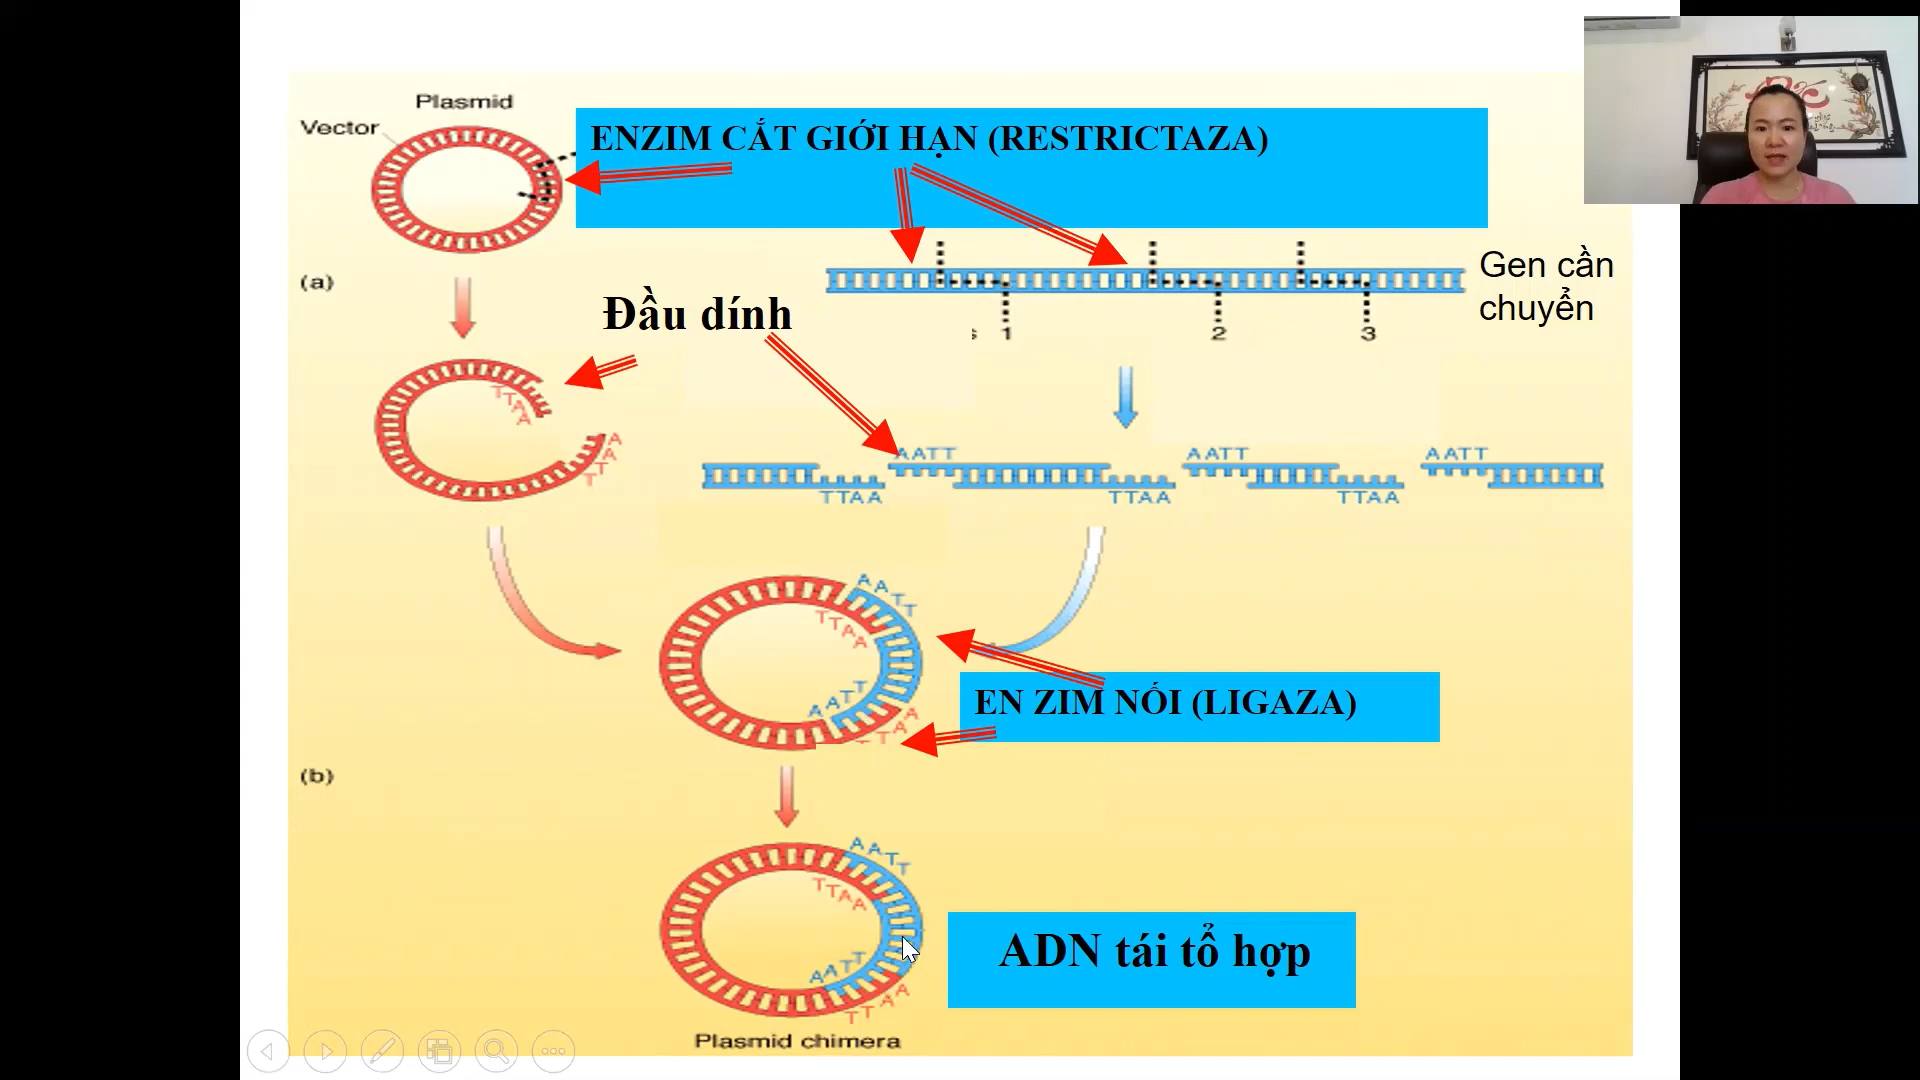 Plasmid
Vector
ENZIM CẮT GIỚI HẠN (RESTRICTAZA)
(a)
Gen cần
chuyển
Đầu dính
s 1 2 3
TTAA
AATT
AATT AATT AATT
TTAA TTAA TTAA
AATT
TTAA
AATT
TTAA
EN ZIM NỐI (LIGAZA)
(b)
AATT
TTAA
AATT
TTAA
ADN tái tổ hợp
Plasmid chimera